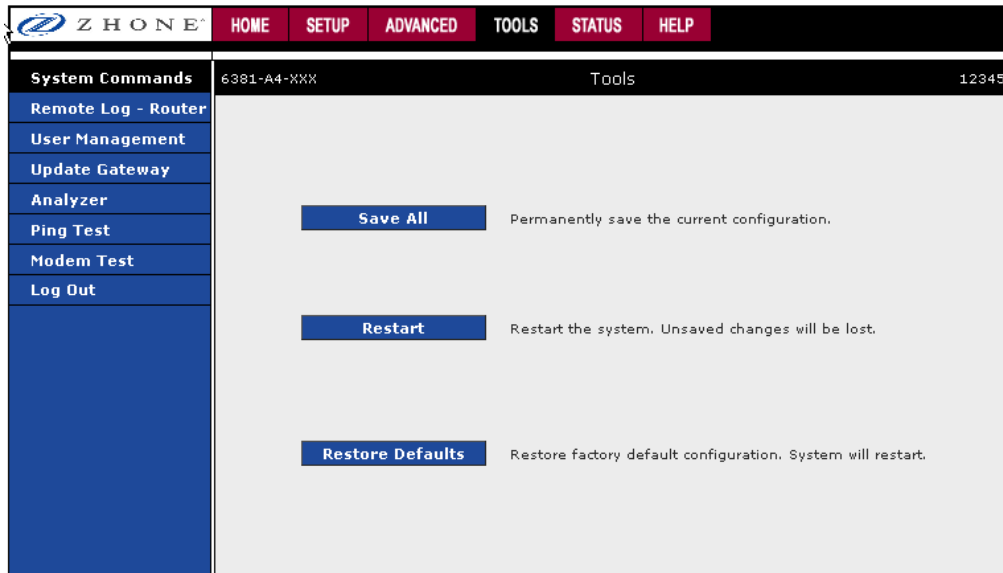 ZHONE
HOME SETUP ADVANCED TOOLS STATUS HELP
System Commands
6381-A4-XXX Tools 12345
Remote Log - Router
User Management
Update Gateway
Analyzer
Ping Test
Modem Test
Log Out
Save All Permanently save the current configuration.
Restart Restart the system. Unsaved changes will be lost.
Restore Defaults Restore factory default configuration. System will restart.